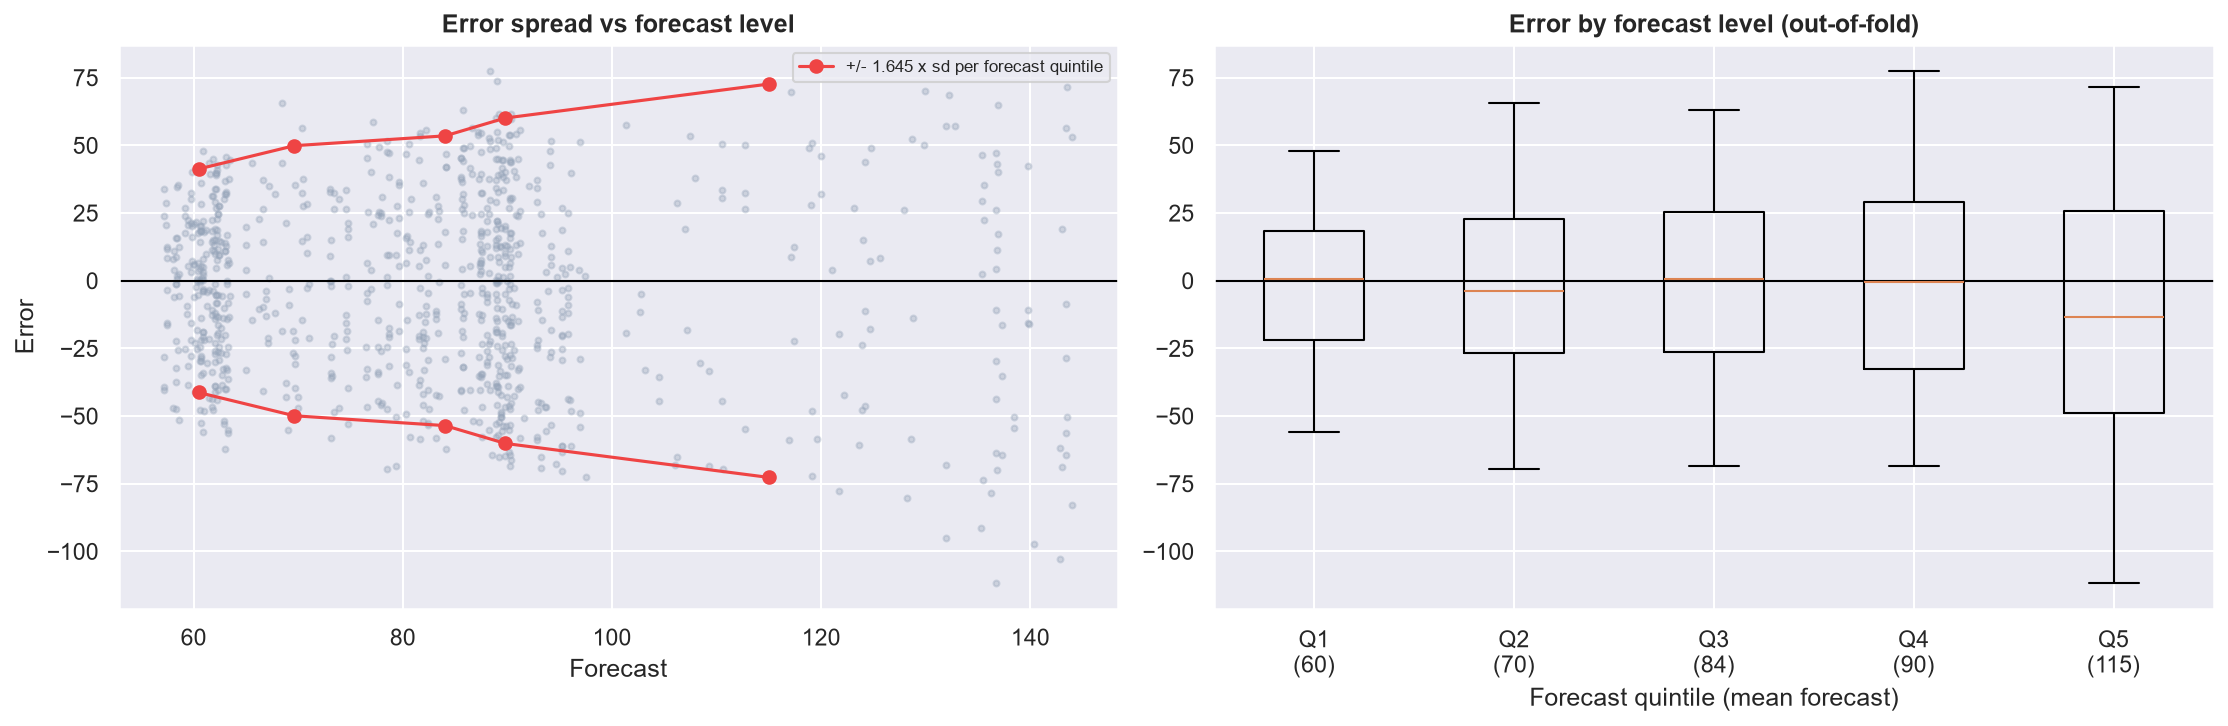 Error spread vs forecast level
+/- 1.645 x sd per forecast quintile
75
50
25
0
−25
−50
−75
−100
Error
60 80 100 120 140
Forecast
Error by forecast level (out-of-fold)
75
50
25
0
−25
−50
−75
−100
Q1 Q2 Q3 Q4 Q5
(60) (70) (84) (90) (115)
Forecast quintile (mean forecast)